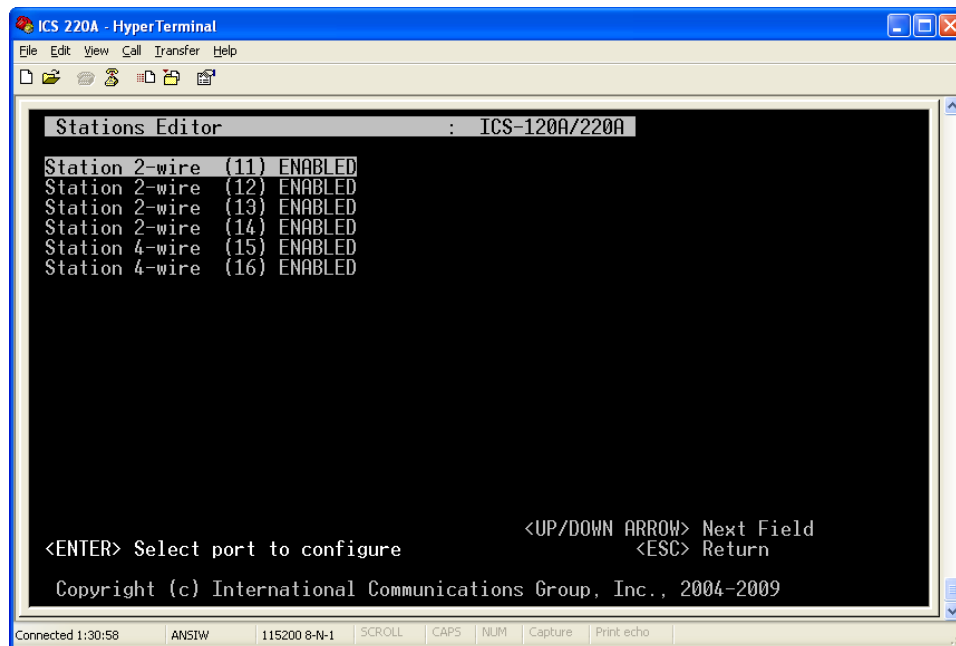 ICS 220A - HyperTerminal
File Edit View Call Transfer Help
Stations Editor : ICS-120A/220A
Station 2-wire (11) ENABLED
Station 2-wire (12) ENABLED
Station 2-wire (13) ENABLED
Station 2-wire (14) ENABLED
Station 4-wire (15) ENABLED
Station 4-wire (16) ENABLED
<UP/DOWN ARROW> Next Field
<ENTER> Select port to configure <ESC> Return
Copyright (c) International Communications Group, Inc., 2004-2009
Connected 1:30:58 ANSIW 115200 8-N-1 SCROLL CAPS NUM Capture Print echo